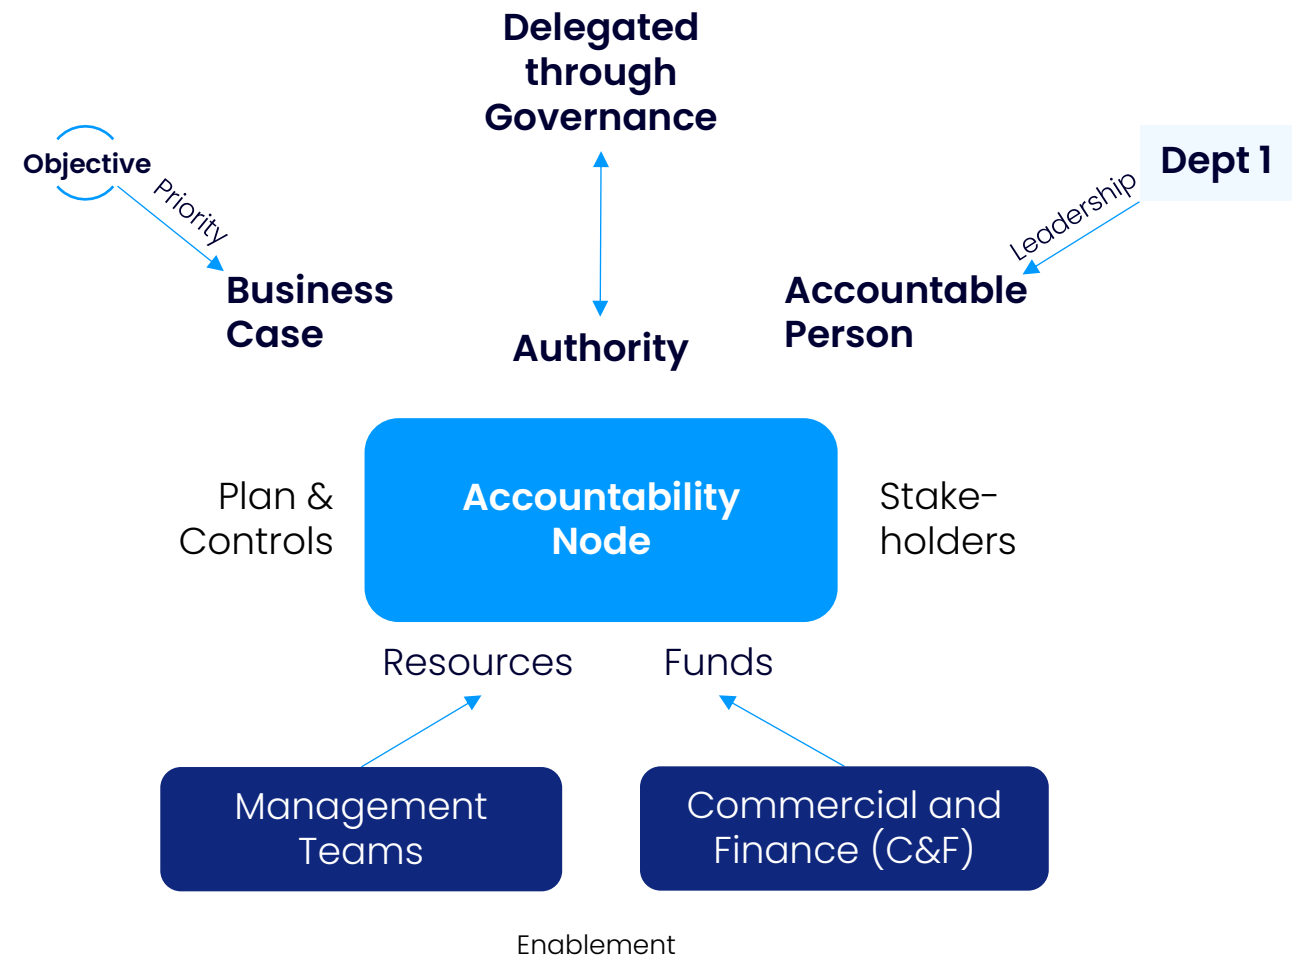 Delegated
through
Governance
Objective
Priority
Dept 1
Leadership
Business
Case
Authority
Accountable
Person
Plan &
Controls
Accountability
Node
Stake-
holders
Resources
Funds
Management
Teams
Commercial and
Finance (C&F)
Enablement